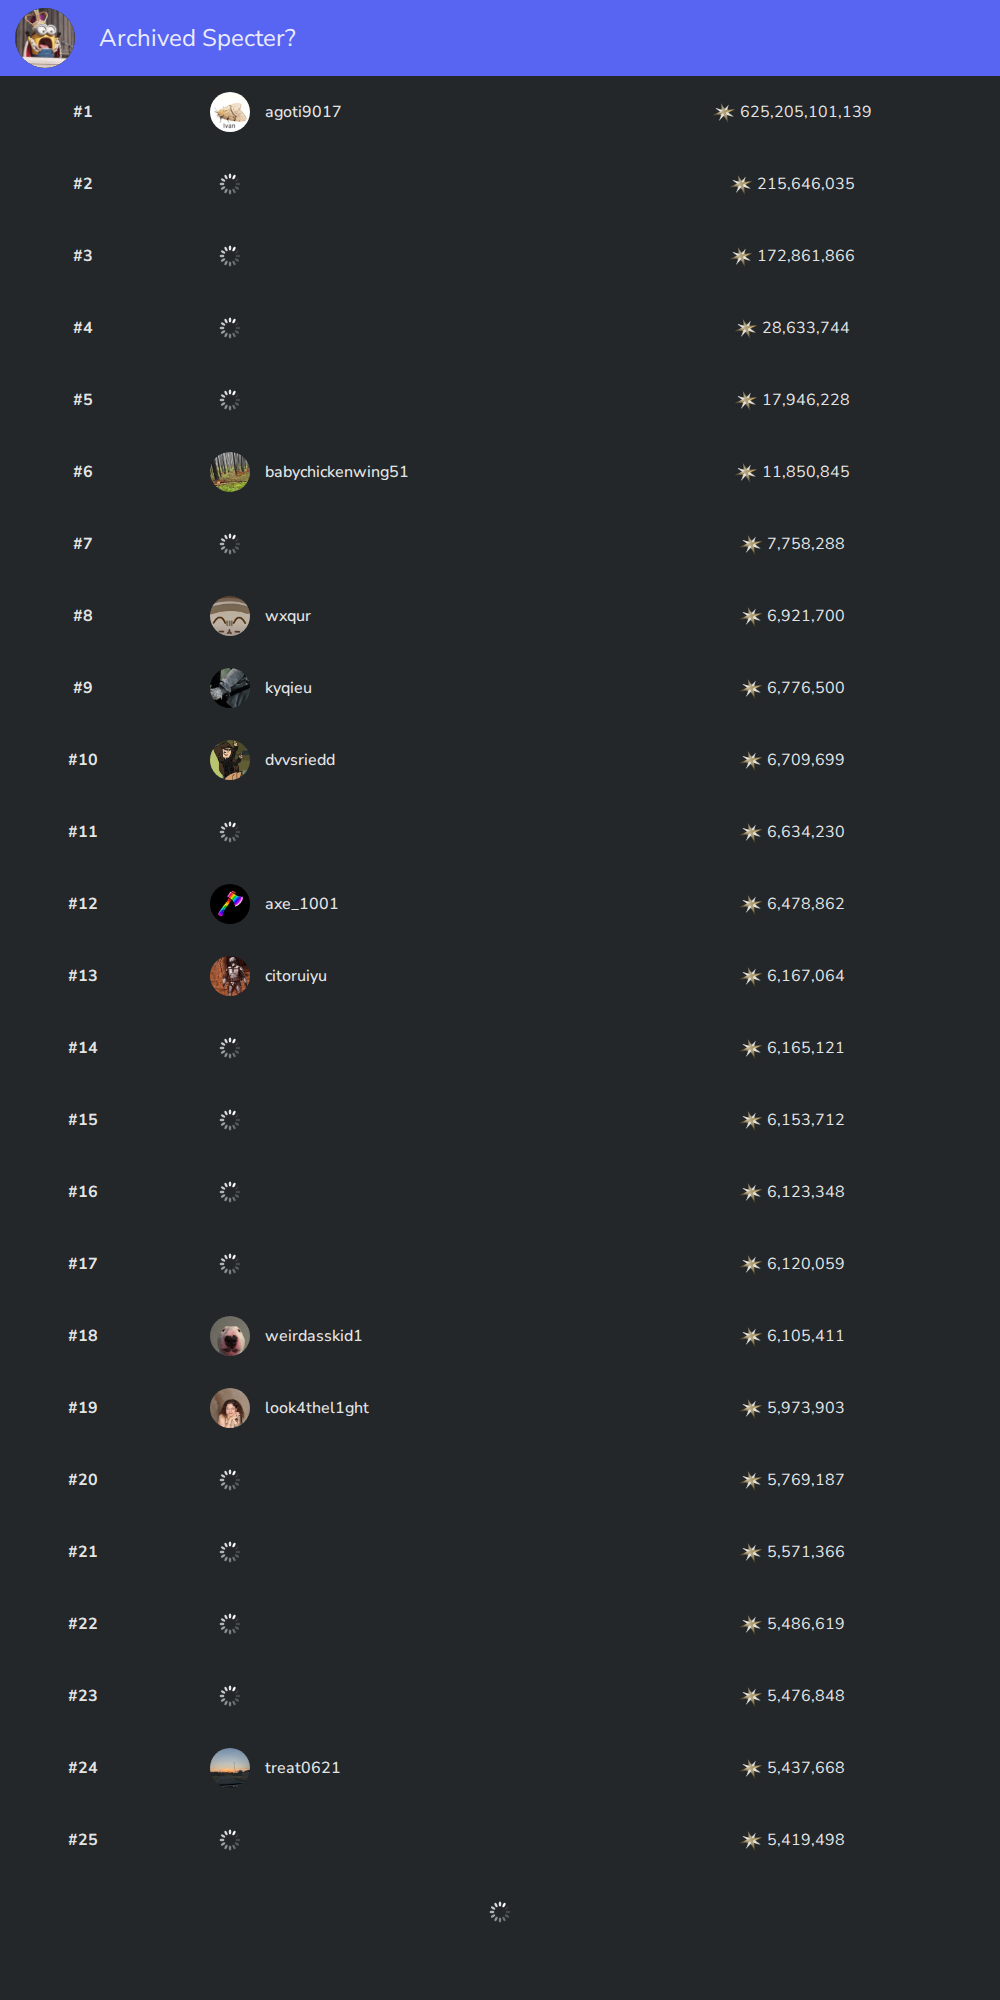 Archived Specter?
#1 agoti9017 625,205,101,139
#2 215,646,035
#3 172,861,866
#4 28,633,744
#5 17,946,228
#6 babychickenwing51 11,850,845
#7 7,758,288
#8 wxqur 6,921,700
#9 kyqieu 6,776,500
#10 dvvsriedd 6,709,699
#11 6,634,230
#12 axe_1001 6,478,862
#13 citoruiyu 6,167,064
#14 6,165,121
#15 6,153,712
#16 6,123,348
#17 6,120,059
#18 weirdasskid1 6,105,411
#19 look4thel1ght 5,973,903
#20 5,769,187
#21 5,571,366
#22 5,486,619
#23 5,476,848
#24 treat0621 5,437,668
#25 5,419,498